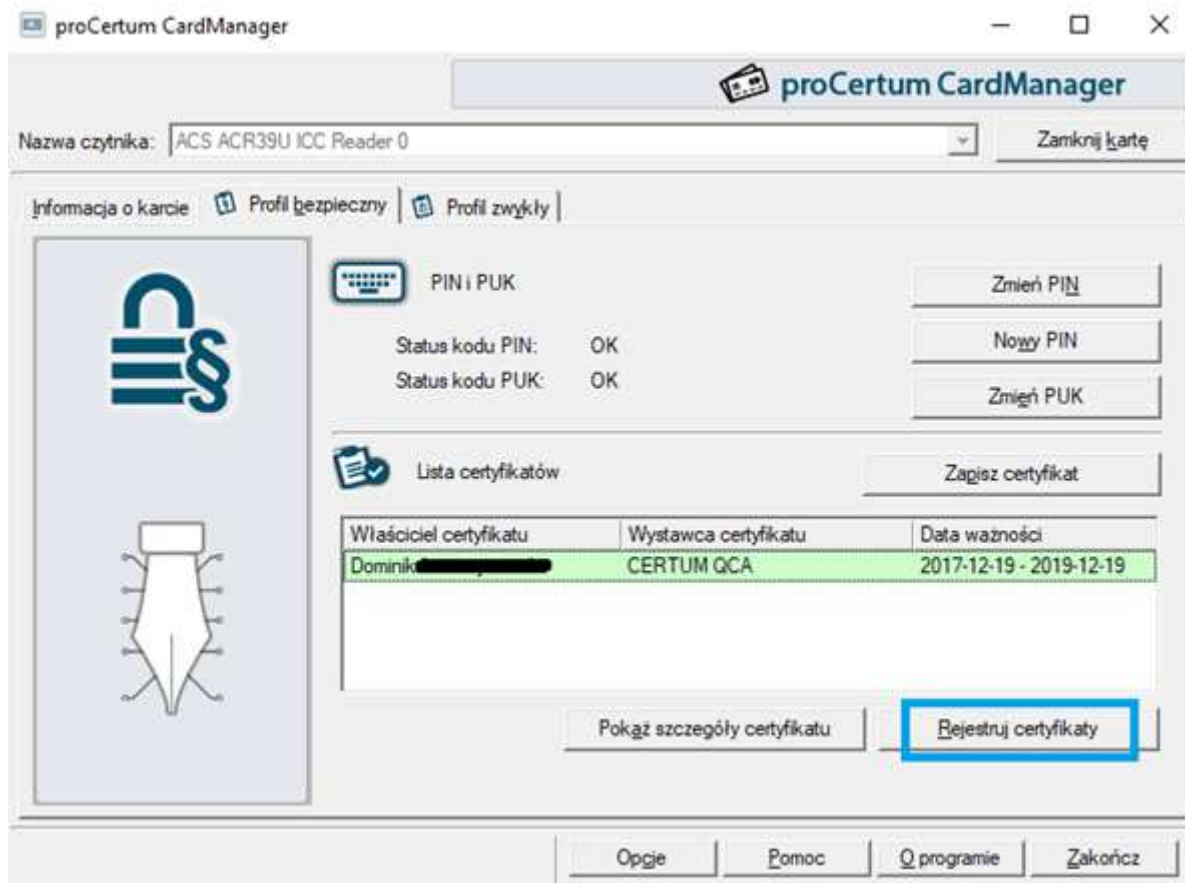 proCertum CardManager
proCertum CardManager
Nazwa czytnika: ACS ACR39U ICC Reader 0 Zamknij kartę
Informacja o karcie Profil bezpieczny Profil zwykły
PIN i PUK Zmień PIN
Status kodu PIN: OK Nowy PIN
Status kodu PUK: OK Zmień PUK
Lista certyfikatów Zapisz certyfikat
Właściciel certyfikatu Wystawca certyfikatu Data ważności
Dominik CERTUM QCA 2017-12-19 - 2019-12-19
Pokaż szczegóły certyfikatu Rejestruj certyfikaty
Opcje Pomoc O programie Zakończ